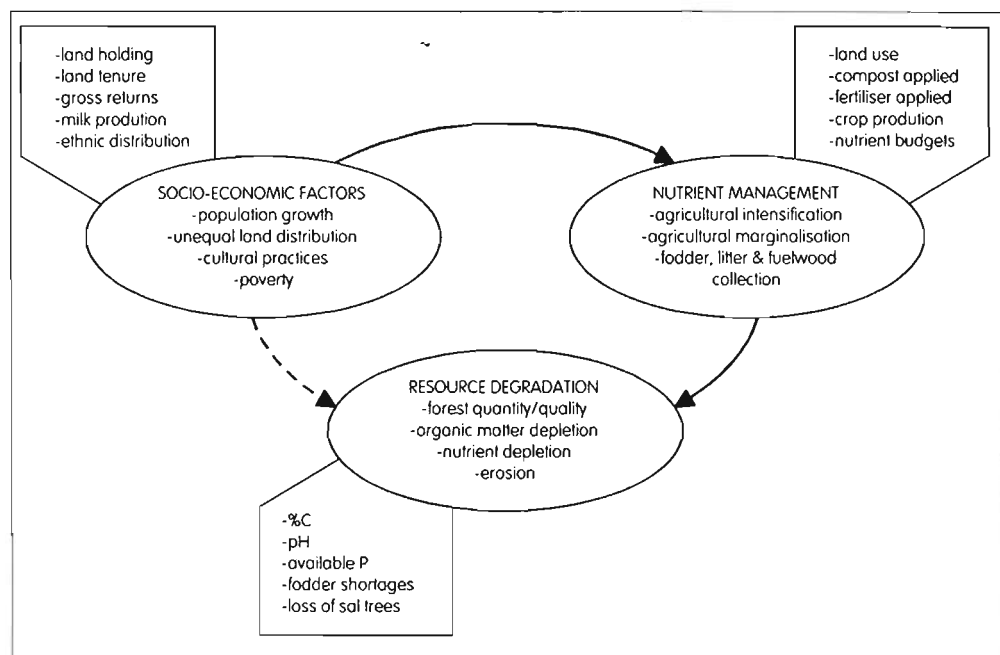 -land holding
-land tenure
-gross returns
-milk prodution
-ethnic distribution
-land use
-compost applied
-fertiliser applied
-crop prodution
-nutrient budgets
SOCIO-ECONOMIC FACTORS
-population growth
-unequal land distribution
-cultural practices
-poverty
NUTRIENT MANAGEMENT
-agricultural intensification
-agricultural marginalisation
-fodder, litter & fuelwood
collection
RESOURCE DEGRADATION
-forest quantity/quality
-organic matter depletion
-nutrient depletion
-erosion
-%C
-pH
-available P
-fodder shortages
-loss of sal trees